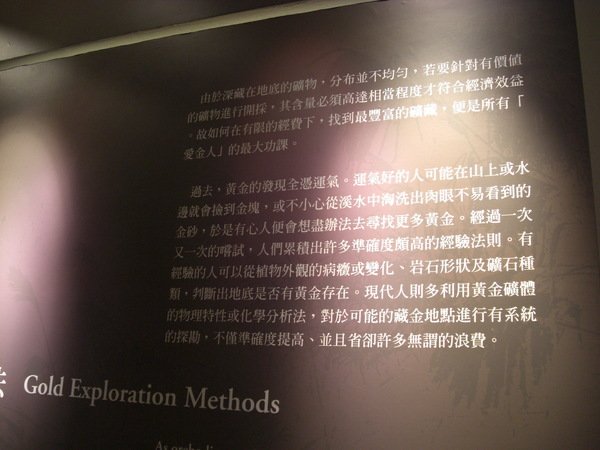 由於深藏在地底的礦物，分布並不均勻，若要針對有價值
的礦物進行開採，其含量必須高達相當程度才符合經濟效益
。故如何在有限的經費下，找到最豐富的礦藏，便是所有「
愛金人」的最大功課。
過去，黃金的發現全憑運氣。運氣好的人可能在山上或水
邊就會撿到金塊，或不小心從溪水中淘洗出肉眼不易看到的
金砂，於是有心人便會想盡辦法去尋找更多黃金。經過一次
又一次的嚐試，人們累積出許多準確度頗高的經驗法則。有
經驗的人可以從植物外觀的病癥或變化、岩石形狀及礦石種
類，判斷出地底是否有黃金存在。現代人則多利用黃金礦體
的物理特性或化學分析法，對於可能的藏金地點進行有系統
的探勘，不僅準確度提高、並且省卻許多無謂的浪費。
法 Gold Exploration Methods